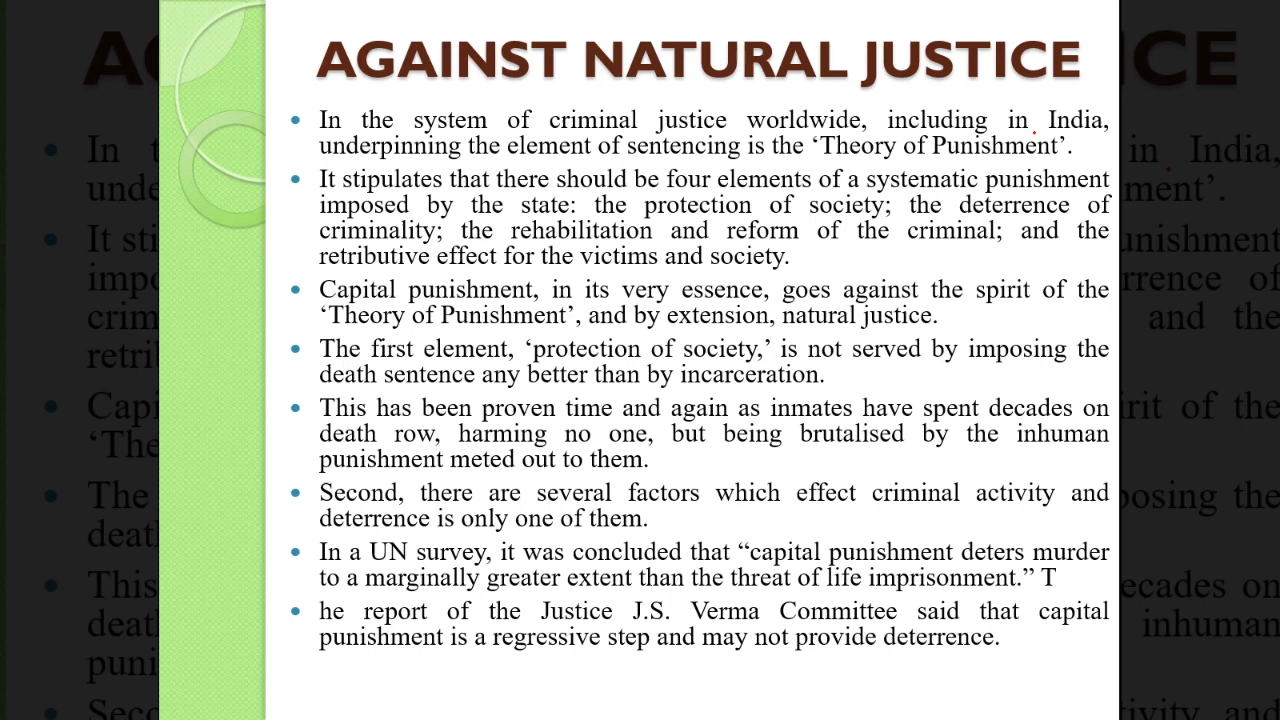 AGAINST NATURAL JUSTICE
• In the system of criminal justice worldwide, including in India,
underpinning the element of sentencing is the ‘Theory of Punishment’.
• It stipulates that there should be four elements of a systematic punishment
imposed by the state: the protection of society; the deterrence of
criminality; the rehabilitation and reform of the criminal; and the
retributive effect for the victims and society.
• Capital punishment, in its very essence, goes against the spirit of the
‘Theory of Punishment’, and by extension, natural justice.
• The first element, ‘protection of society,’ is not served by imposing the
death sentence any better than by incarceration.
• This has been proven time and again as inmates have spent decades on
death row, harming no one, but being brutalised by the inhuman
punishment meted out to them.
• Second, there are several factors which effect criminal activity and
deterrence is only one of them.
• In a UN survey, it was concluded that “capital punishment deters murder
to a marginally greater extent than the threat of life imprisonment.” T
• he report of the Justice J.S. Verma Committee said that capital
punishment is a regressive step and may not provide deterrence.